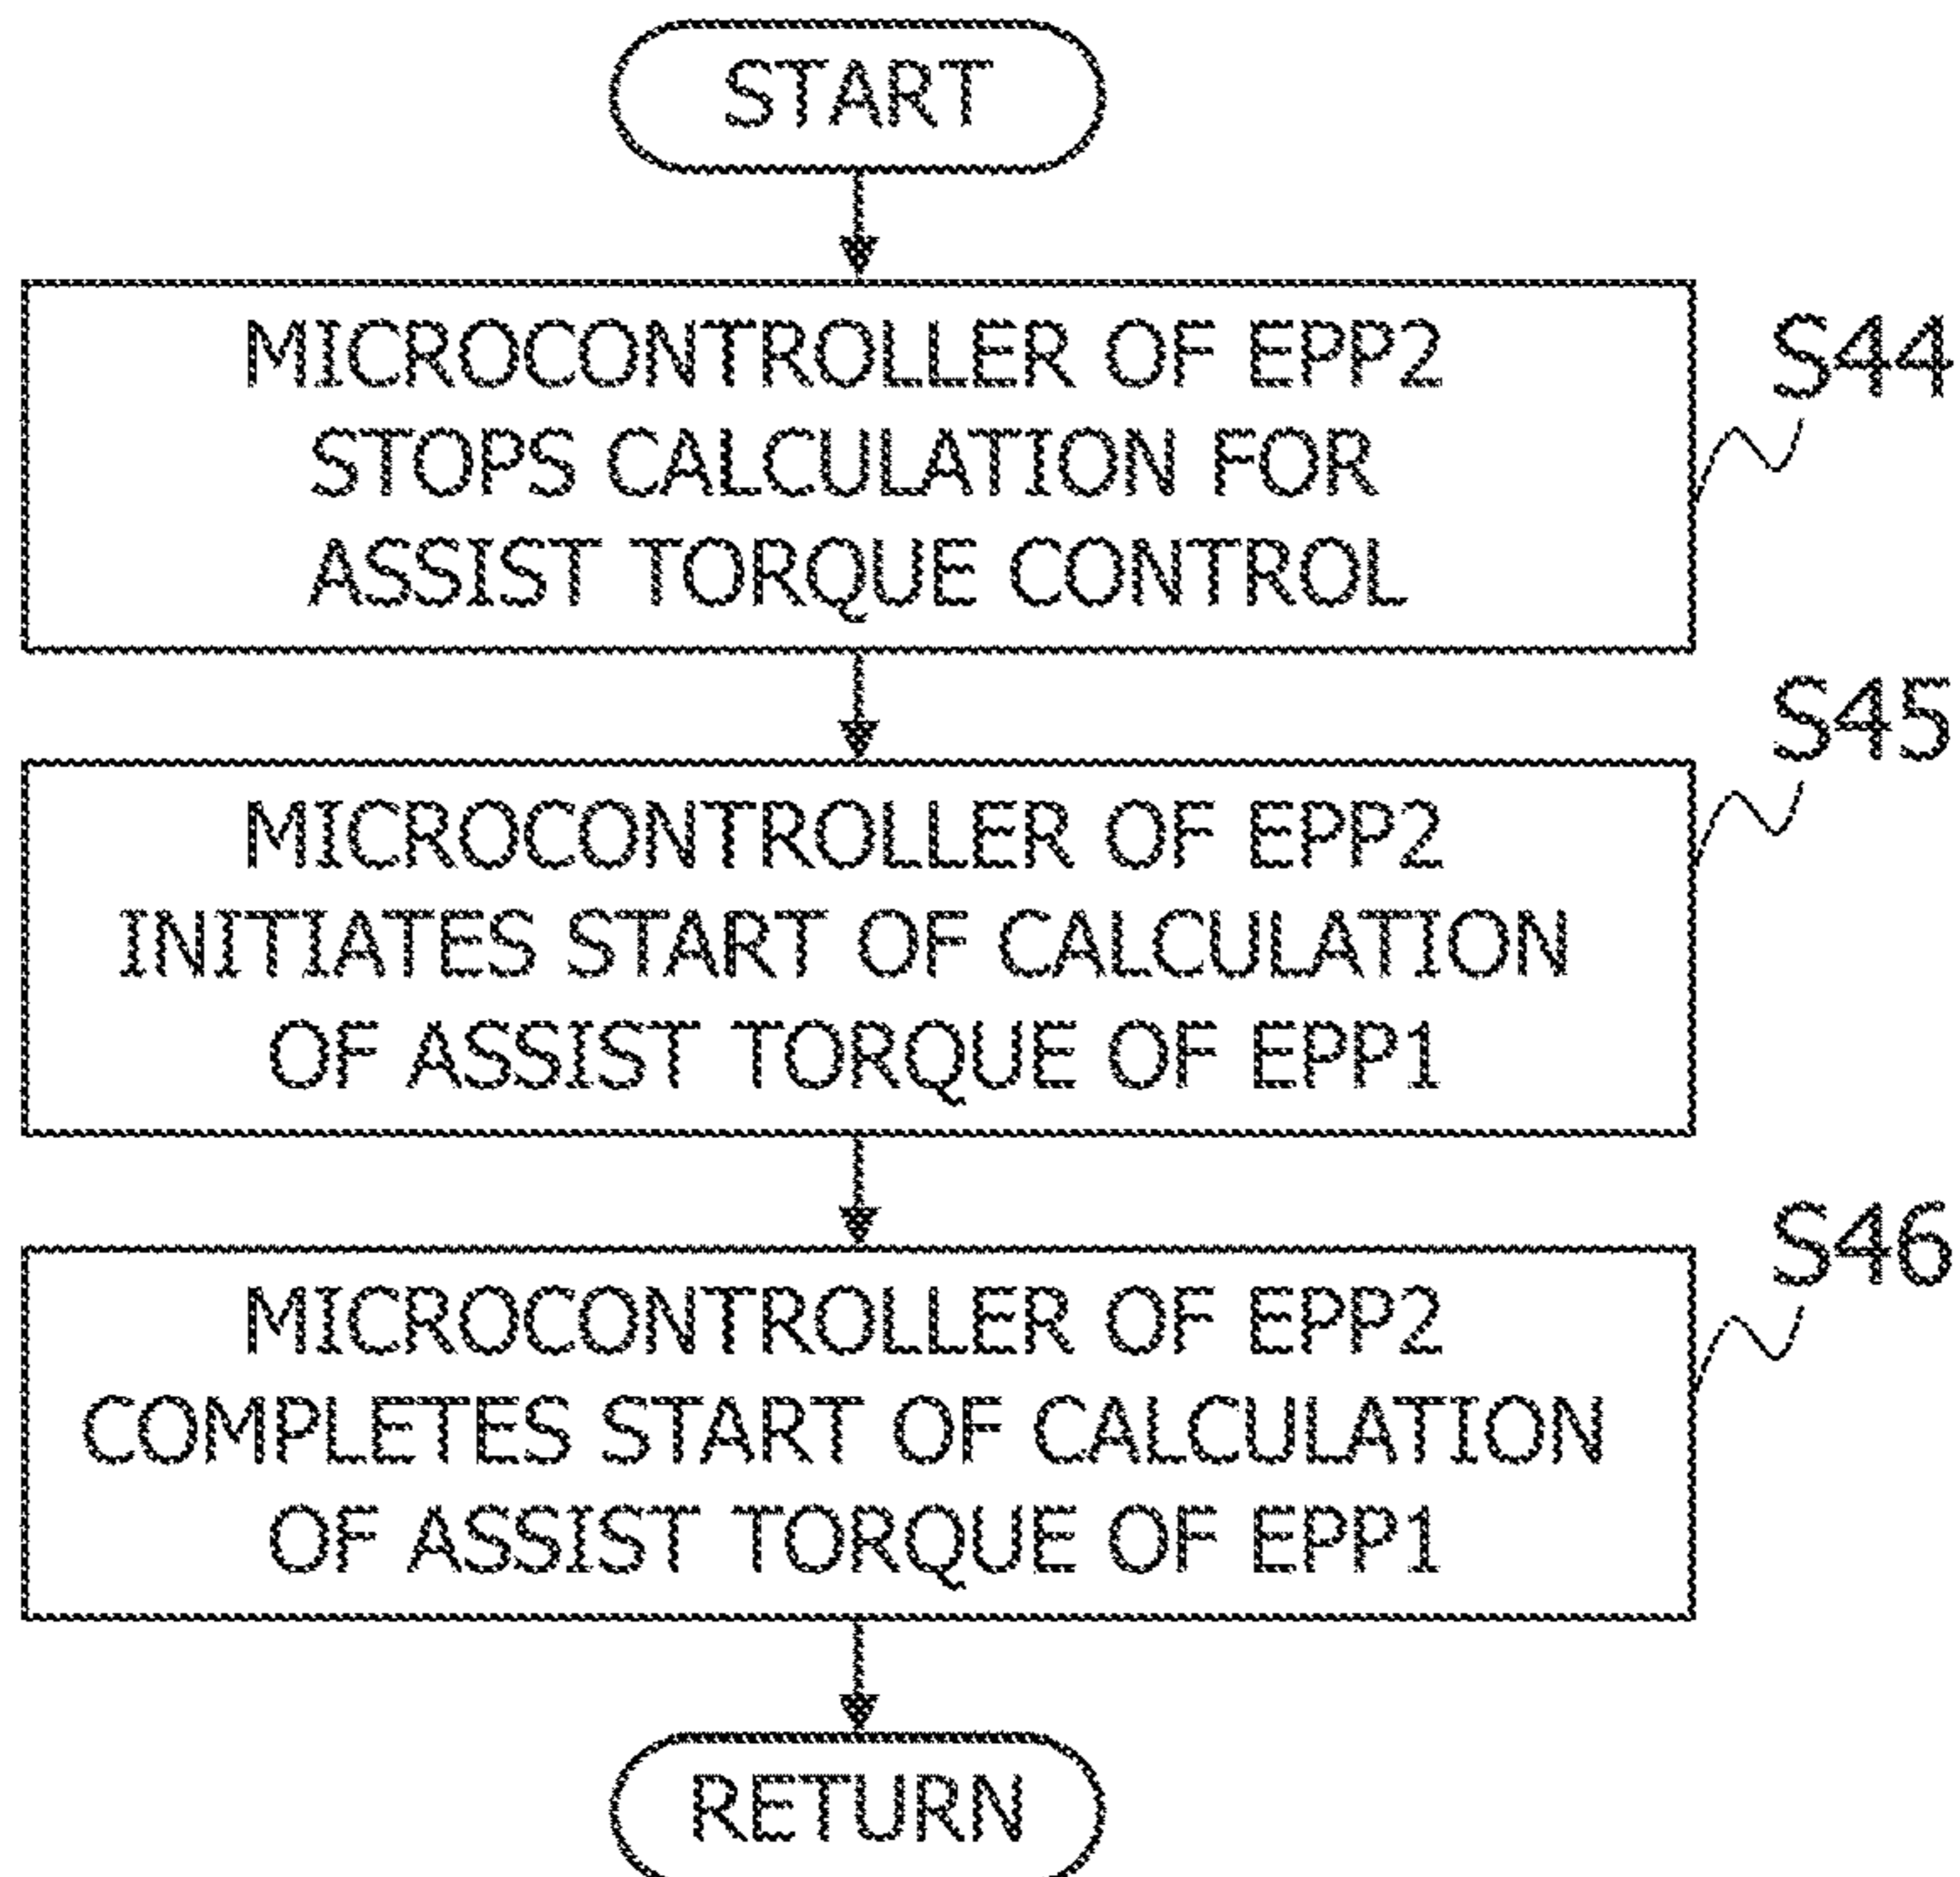 START
MICROCONTROLLER OF EPP2
STOPS CALCULATION FOR
ASSIST TORQUE CONTROL
S44
MICROCONTROLLER OF EPP2
INITIATES START OF CALCULATION
OF ASSIST TORQUE OF EPP1
S45
MICROCONTROLLER OF EPP2
COMPLETES START OF CALCULATION
OF ASSIST TORQUE OF EPP1
S46
RETURN